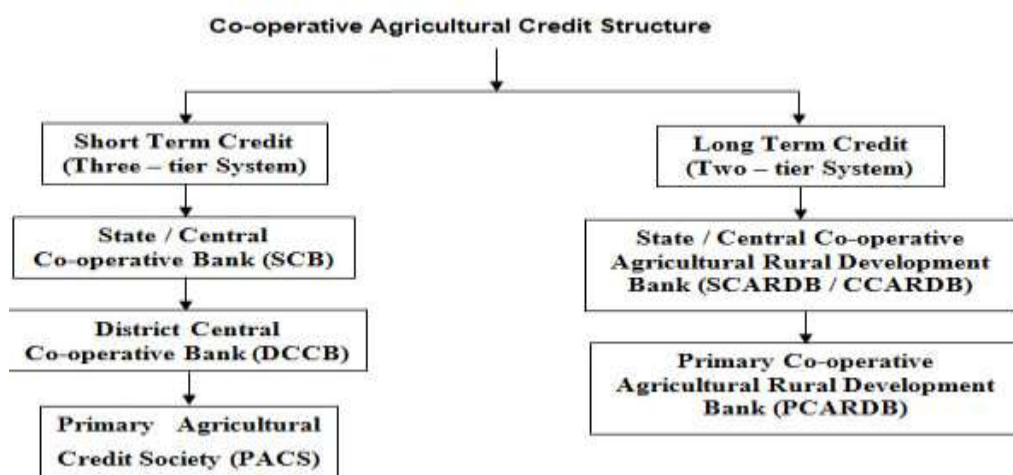 Co-operative Agricultural Credit Structure
Short Term Credit
(Three – tier System)
State / Central
Co-operative Bank (SCB)
District Central
Co-operative Bank (DCCB)
Primary Agricultural
Credit Society (PACS)
Long Term Credit
(Two – tier System)
State / Central Co-operative
Agricultural Rural Development
Bank (SCARDB / CCARDB)
Primary Co-operative
Agricultural Rural Development
Bank (PCARDB)